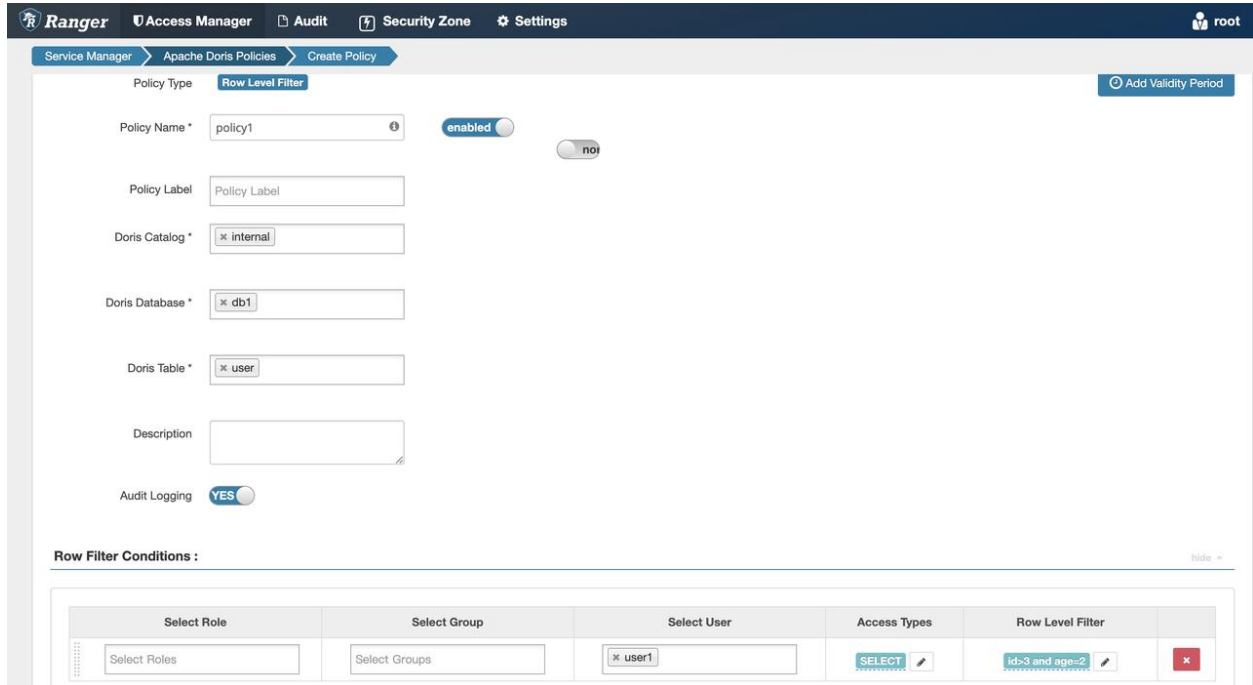 Ranger Access Manager Audit Security Zone Settings root
Service Manager Apache Doris Policies Create Policy
Policy Type Row Level Filter Add Validity Period
Policy Name * policy1 enabled
Policy Label Policy Label
Doris Catalog * × internal
Doris Database * × db1
Doris Table * × user
Description
Audit Logging YES
Row Filter Conditions : hide
Select Role Select Group Select User Access Types Row Level Filter
Select Roles Select Groups × user1 SELECT id>3 and age=2 ×